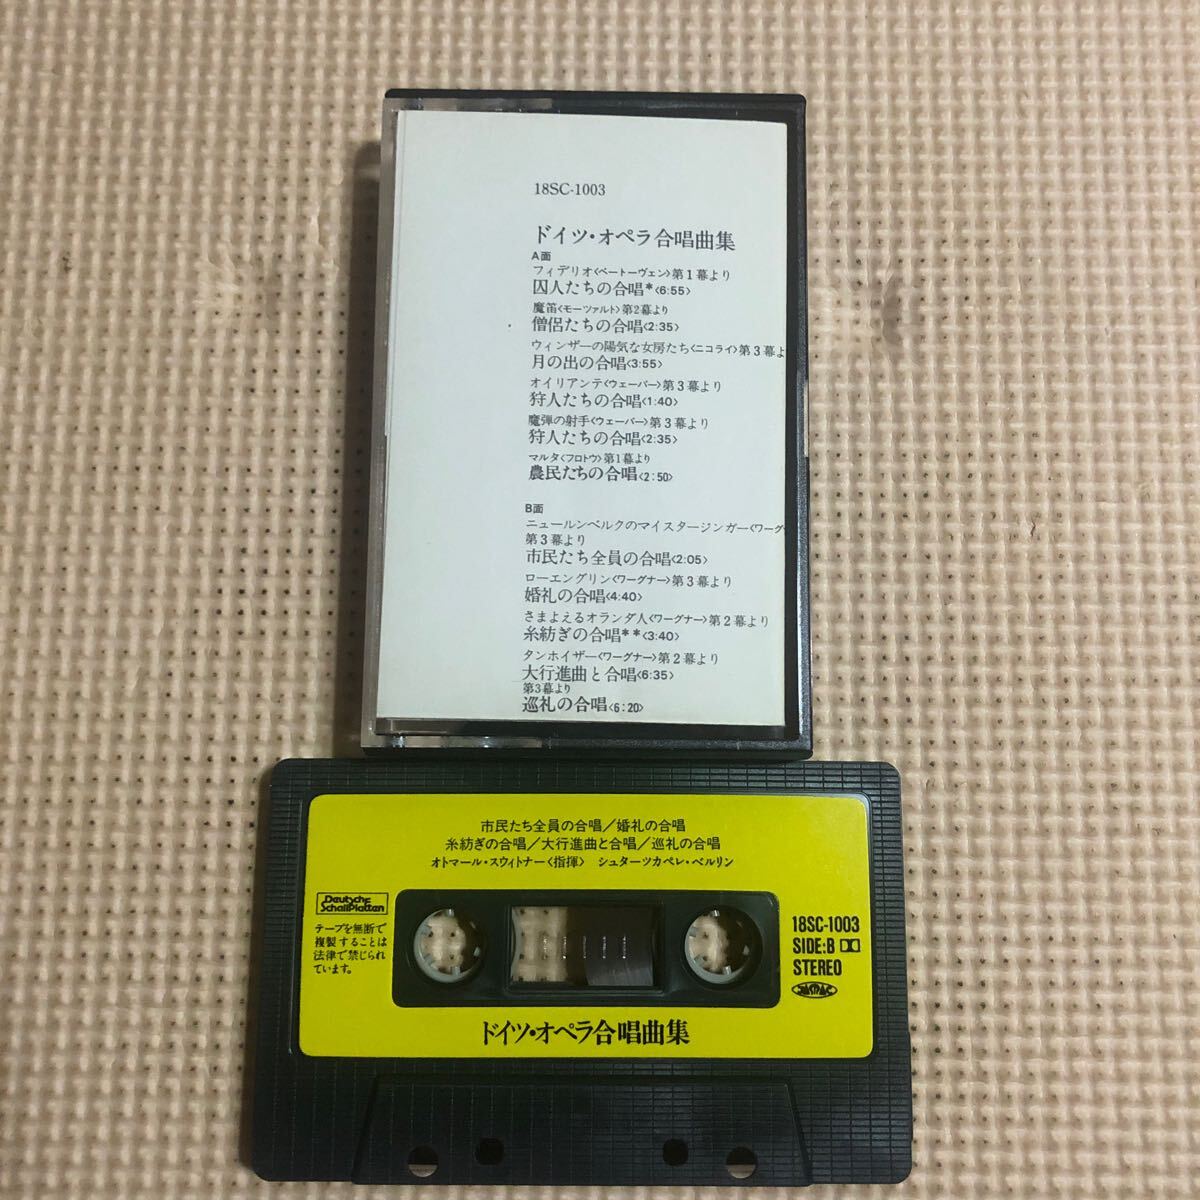 18SC-1003
ドイツ・オペラ合唱曲集
A面
フィデリオ<ベートーヴェン>第1幕より
囚人たちの合唱*<6:55>
魔笛<モーツァルト>第2幕より
僧侶たちの合唱<2:35>
ウィンザーの陽気な女房たち<ニコライ>第3幕よ
月の出の合唱<3:55>
オイリアンテ<ウェーバー>第3幕より
狩人たちの合唱<1:40>
魔弾の射手<ウェーバー>第3幕より
狩人たちの合唱<2:35>
マルタ<フロトウ>第1幕より
農民たちの合唱<2:50>
B面
ニュールンベルクのマイスタージンガー<ワーグ
第3幕より
市民たち全員の合唱<2:05>
ローエングリン<ワーグナー>第3幕より
婚礼の合唱<4:40>
さまよえるオランダ人<ワーグナー>第2幕より
糸紡ぎの合唱**<3:40>
タンホイザー<ワーグナー>第2幕より
大行進曲と合唱<6:35>
第3幕より
巡礼の合唱<6:20>
市民たち全員の合唱/婚礼の合唱
糸紡ぎの合唱/大行進曲と合唱/巡礼の合唱
オトマール・スウィトナー<指揮> シュターツカペレ・ベルリン
Deutsche
Schallplatten
テープを無断で
複製することは
法律で禁じられ
ています。
18SC-1003
SIDE:B
STEREO
ドイツ・オペラ合唱曲集